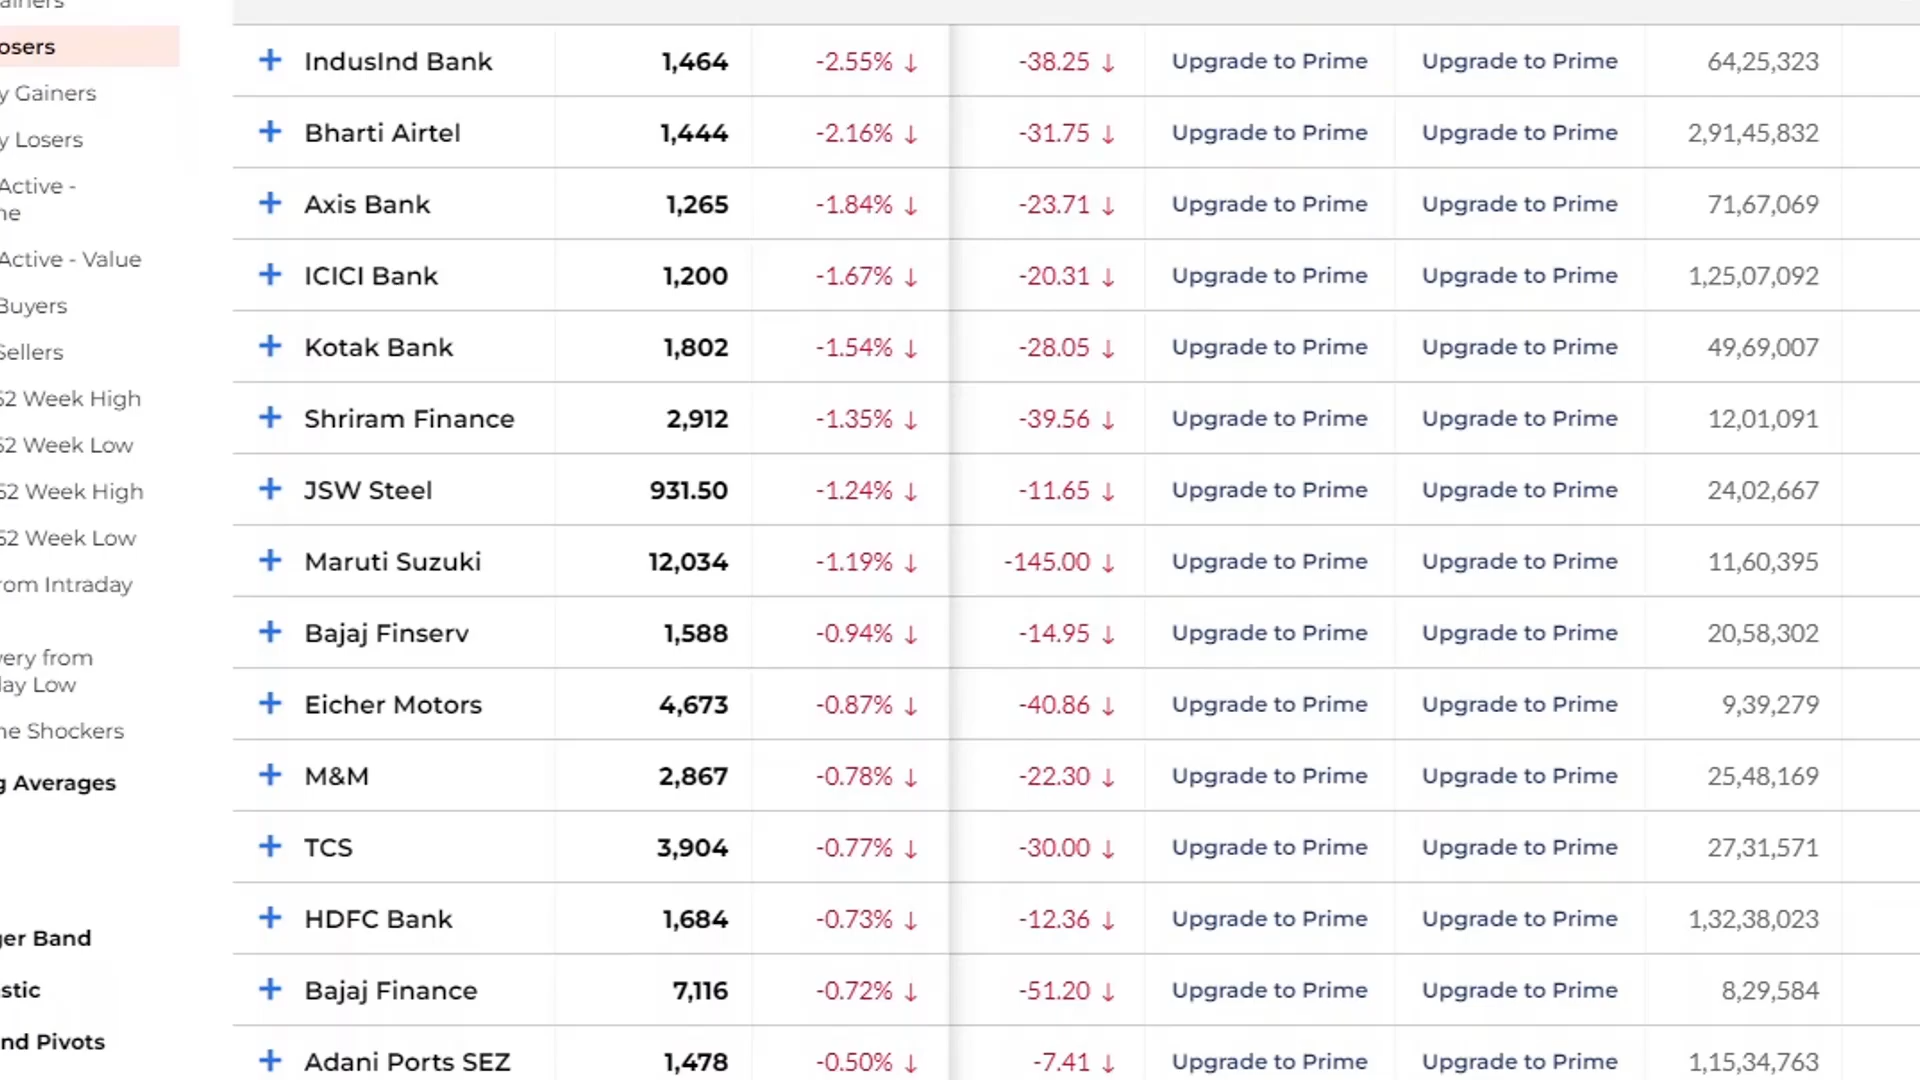 ainers
osers
y Gainers
y Losers
Active -
ne
Active - Value
Buyers
Sellers
52 Week High
52 Week Low
52 Week High
52 Week Low
rom Intraday
very from
day Low
me Shockers
g Averages
ger Band
stic
nd Pivots
IndusInd Bank 1,464 -2.55% ↓ -38.25 ↓ Upgrade to Prime Upgrade to Prime 64,25,323
Bharti Airtel 1,444 -2.16% ↓ -31.75 ↓ Upgrade to Prime Upgrade to Prime 2,91,45,832
Axis Bank 1,265 -1.84% ↓ -23.71 ↓ Upgrade to Prime Upgrade to Prime 71,67,069
ICICI Bank 1,200 -1.67% ↓ -20.31 ↓ Upgrade to Prime Upgrade to Prime 1,25,07,092
Kotak Bank 1,802 -1.54% ↓ -28.05 ↓ Upgrade to Prime Upgrade to Prime 49,69,007
Shriram Finance 2,912 -1.35% ↓ -39.56 ↓ Upgrade to Prime Upgrade to Prime 12,01,091
JSW Steel 931.50 -1.24% ↓ -11.65 ↓ Upgrade to Prime Upgrade to Prime 24,02,667
Maruti Suzuki 12,034 -1.19% ↓ -145.00 ↓ Upgrade to Prime Upgrade to Prime 11,60,395
Bajaj Finserv 1,588 -0.94% ↓ -14.95 ↓ Upgrade to Prime Upgrade to Prime 20,58,302
Eicher Motors 4,673 -0.87% ↓ -40.86 ↓ Upgrade to Prime Upgrade to Prime 9,39,279
M&M 2,867 -0.78% ↓ -22.30 ↓ Upgrade to Prime Upgrade to Prime 25,48,169
TCS 3,904 -0.77% ↓ -30.00 ↓ Upgrade to Prime Upgrade to Prime 27,31,571
HDFC Bank 1,684 -0.73% ↓ -12.36 ↓ Upgrade to Prime Upgrade to Prime 1,32,38,023
Bajaj Finance 7,116 -0.72% ↓ -51.20 ↓ Upgrade to Prime Upgrade to Prime 8,29,584
Adani Ports SEZ 1,478 -0.50% ↓ -7.41 ↓ Upgrade to Prime Upgrade to Prime 1,15,34,763